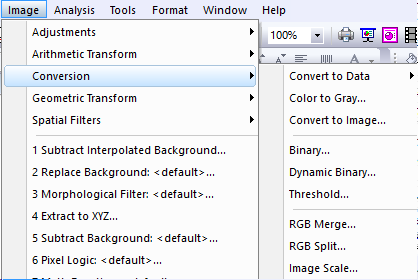 Image Analysis Tools Format Window Help
Adjustments
100%
Arithmetic Transform
Conversion
Convert to Data
Geometric Transform
Color to Gray...
Spatial Filters
Convert to Image...
1 Subtract Interpolated Background...
Binary...
2 Replace Background: <default>...
Dynamic Binary...
3 Morphological Filter: <default>...
Threshold...
4 Extract to XYZ...
RGB Merge...
5 Subtract Background: <default>...
RGB Split...
6 Pixel Logic: <default>...
Image Scale...